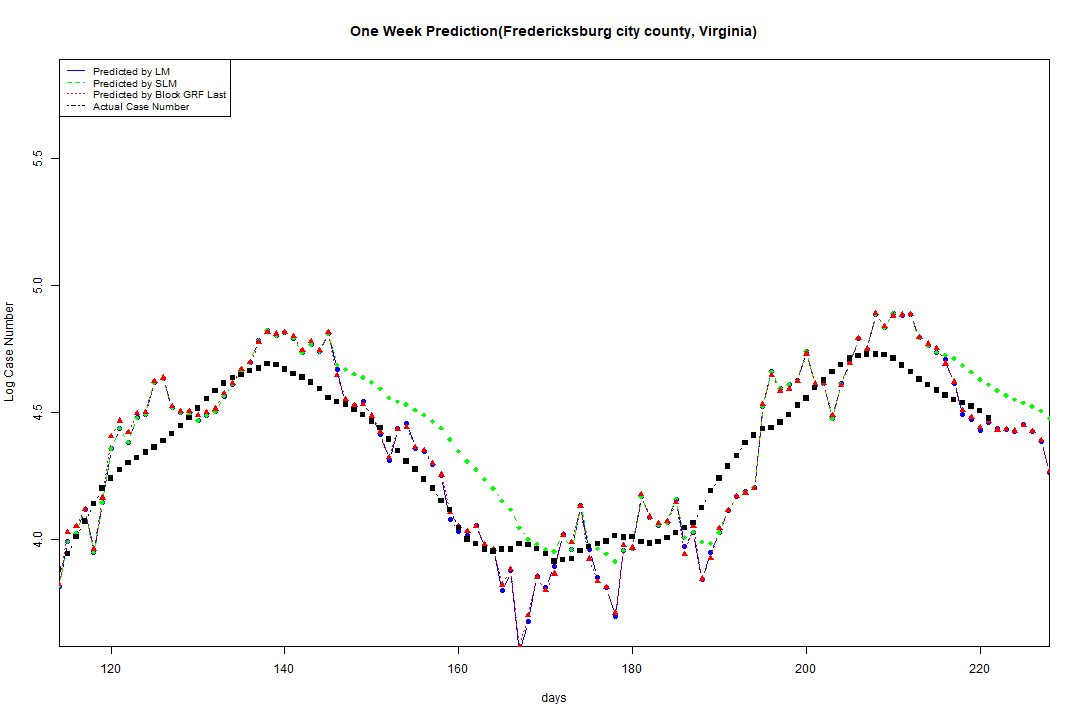 One Week Prediction(Fredericksburg city county, Virginia)
Predicted by LM
Predicted by SLM
Predicted by Block GRF Last
Actual Case Number
5.5
5.0
4.5
4.0
Log Case Number
120 140 160 180 200 220
days